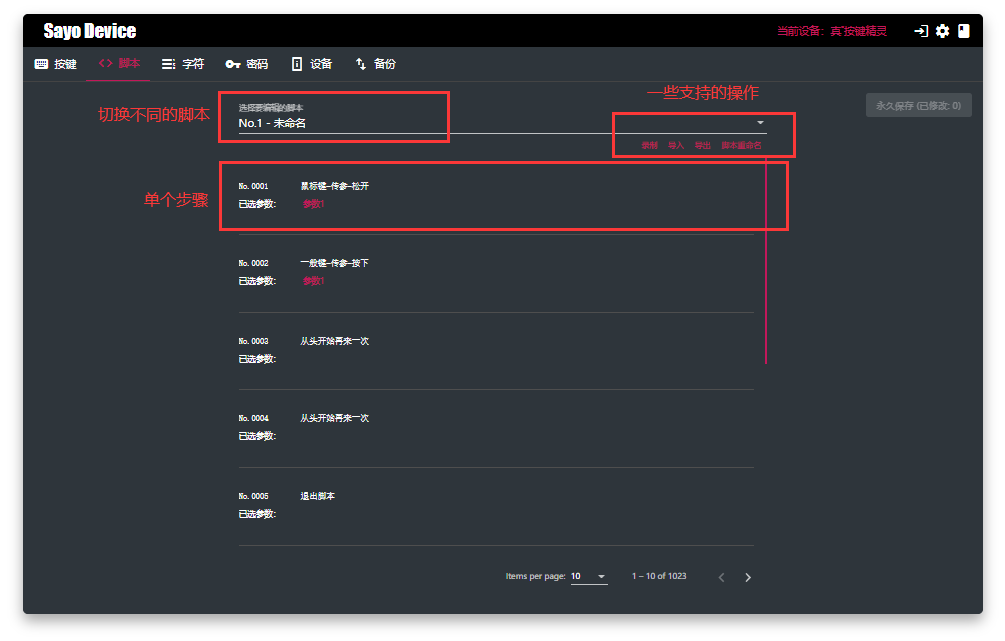 Sayo Device
当前设备: 真"按键精灵
按键 脚本 字符 密码 设备 备份
一些支持的操作
永久保存 (已修改: 0)
切换不同的脚本
选择要编辑的脚本
No.1 - 未命名
录制 导入 导出 脚本重命名
单个步骤
No. 0001 鼠标键-传参-松开
已选参数: 参数1
No. 0002 一般键-传参-按下
已选参数: 参数1
No. 0003 从头开始再来一次
已选参数:
No. 0004 从头开始再来一次
已选参数:
No. 0005 退出脚本
已选参数:
Items per page: 10 1 – 10 of 1023